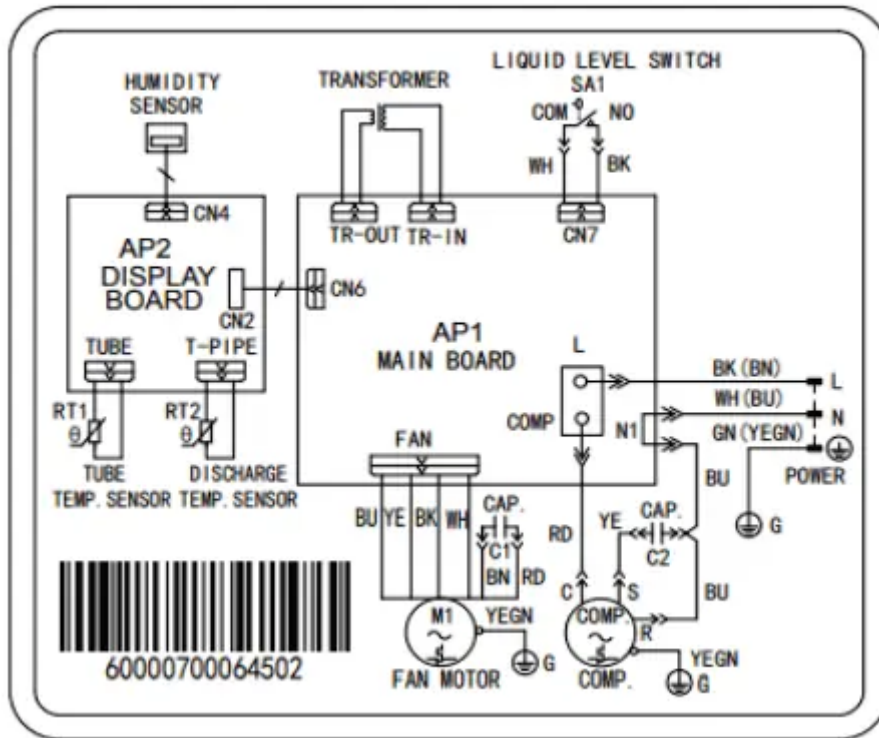 LIQUID LEVEL SWITCH
HUMIDITY
SENSOR
TRANSFORMER
SA1
COM
NO
WH
BK
CN4
TR-OUT
TR-IN
CN7
AP2
DISPLAY
BOARD
CN2
CN6
AP1
MAIN BOARD
TUBE
T-PIPE
L
BK(BN)
L
WH(BU)
N
COMP
N1
GN(YEGN)
POWER
RT1
θ
RT2
θ
FAN
TUBE
TEMP. SENSOR
DISCHARGE
TEMP. SENSOR
BU
YE
BK
WH
CAP.
C1
BN
RD
RD
YE
CAP.
C2
BU
G
C
S
BU
M1
YEGN
G
FAN MOTOR
COMP.
R
YEGN
G
COMP.
60000700064502